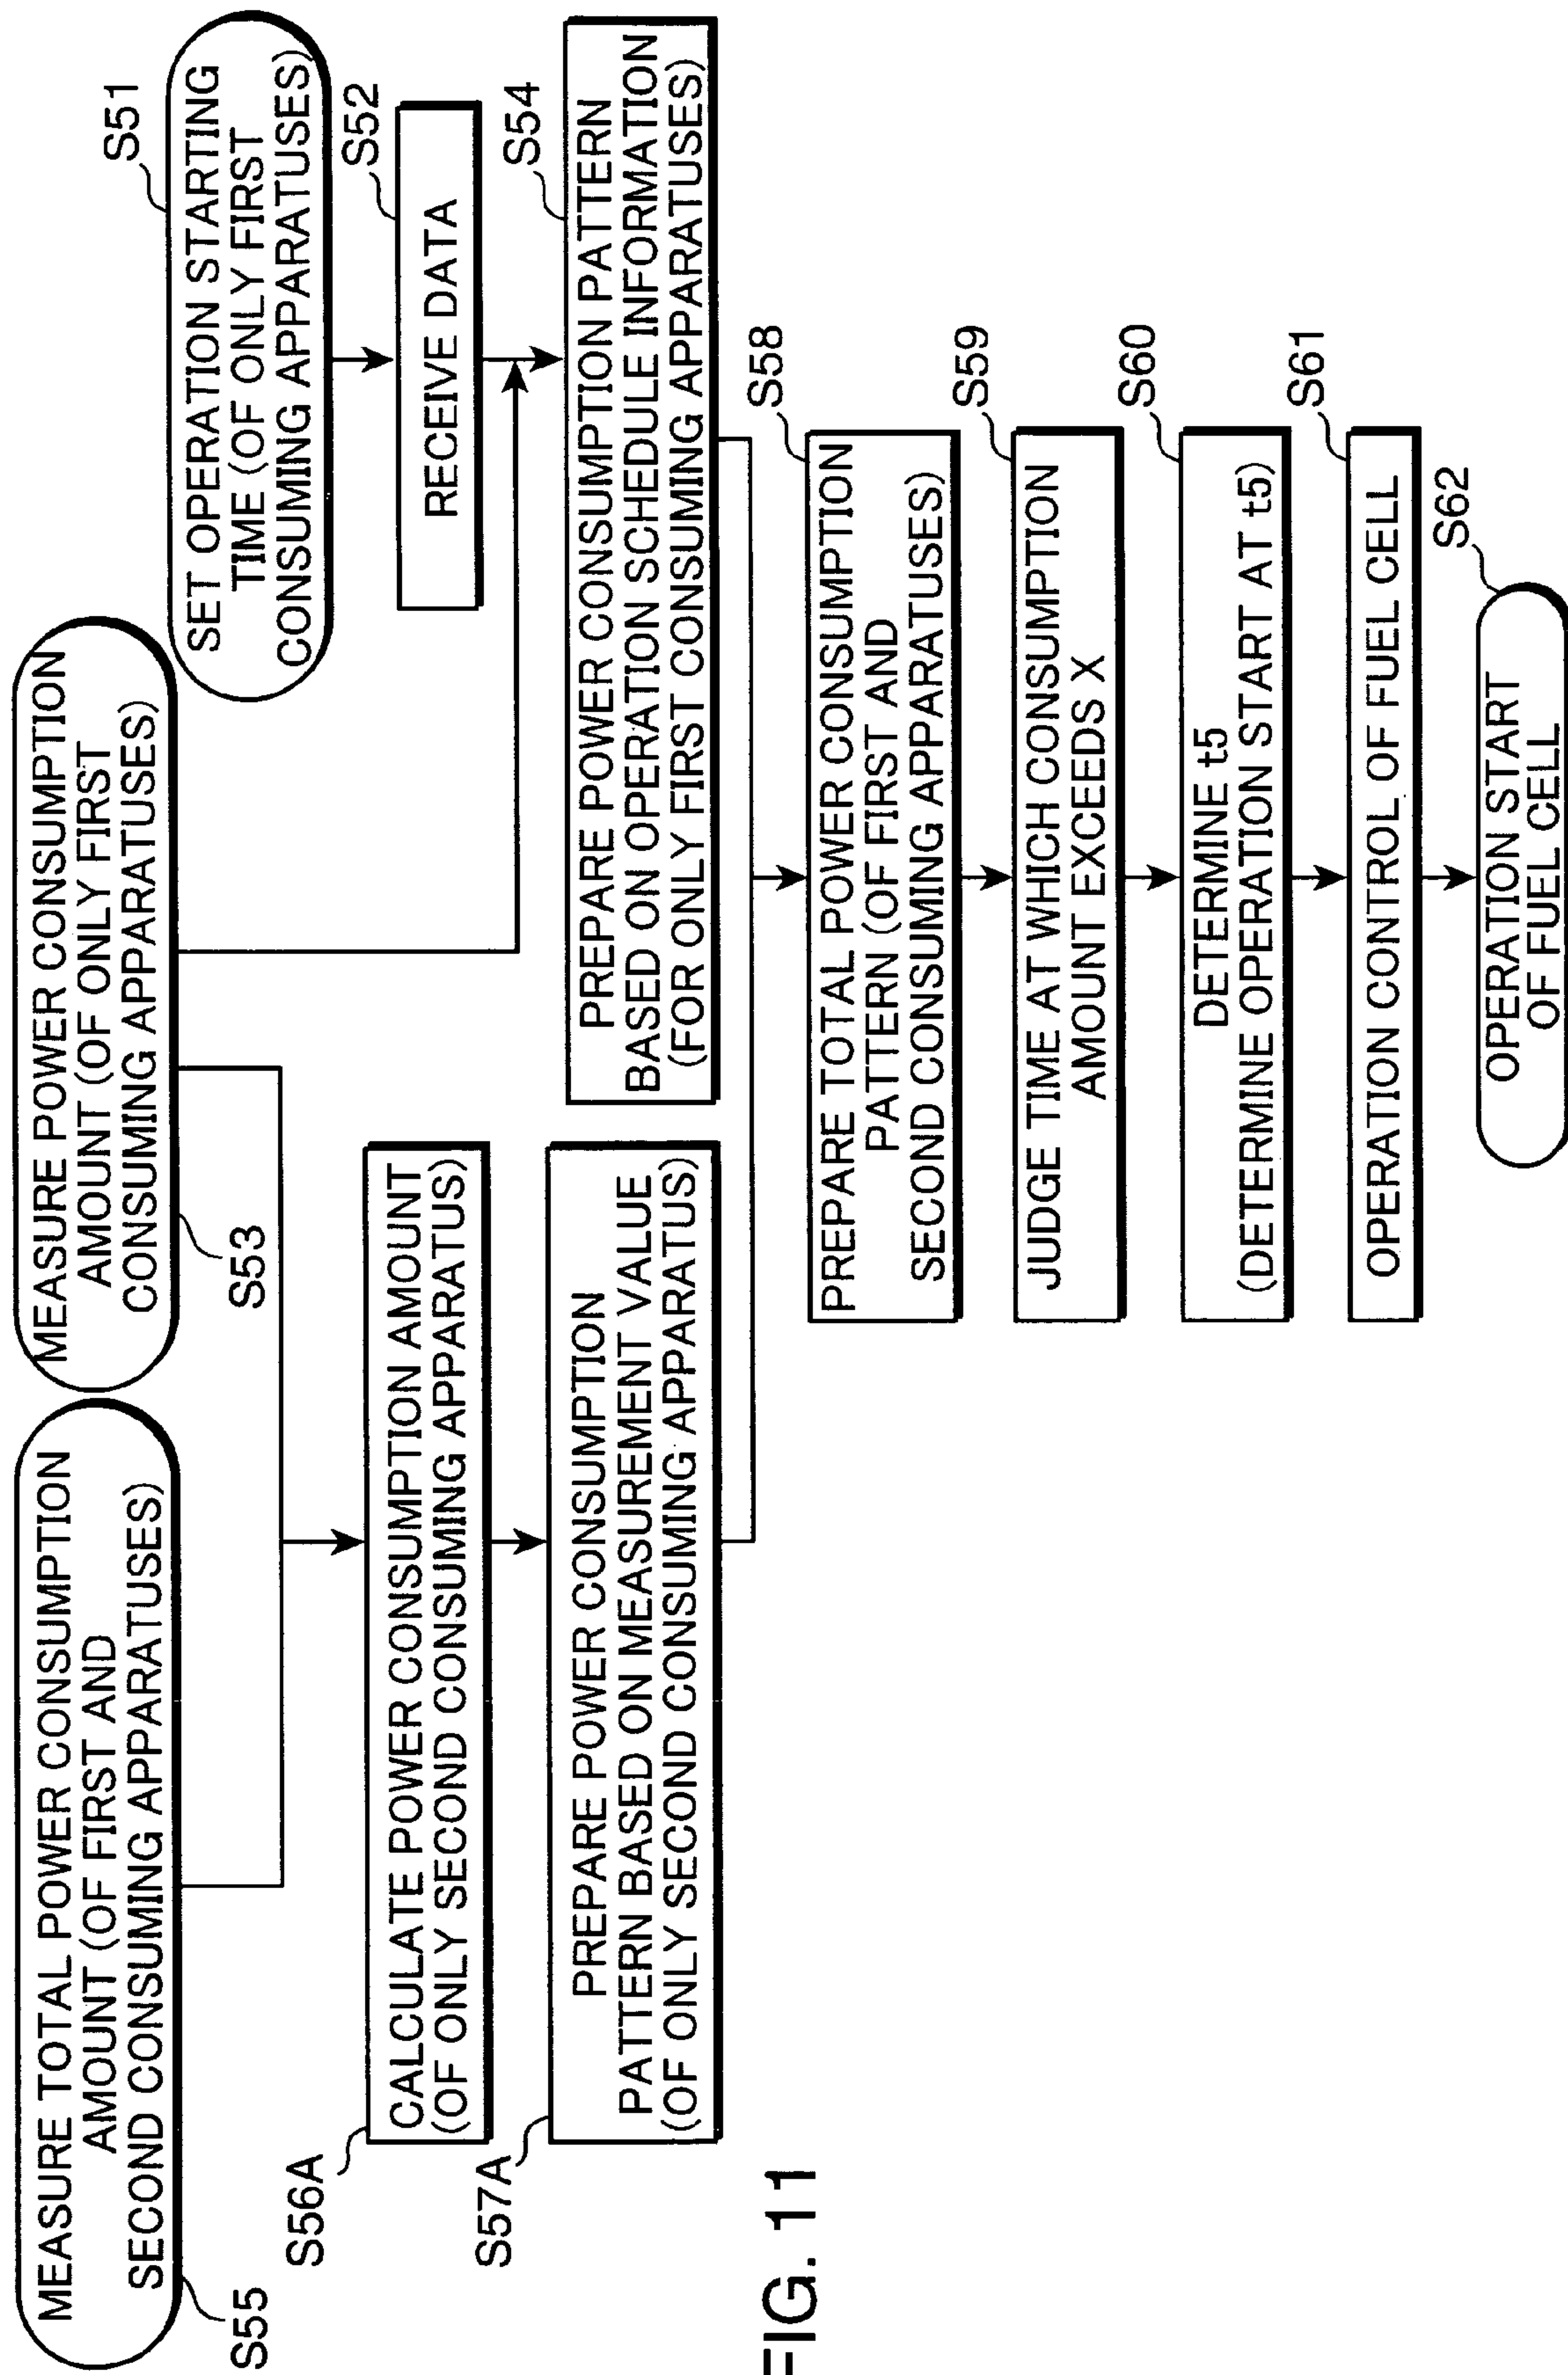 FIG. 11
MEASURE TOTAL POWER CONSUMPTION
AMOUNT (OF FIRST AND
SECOND CONSUMING APPARATUSES)
S55
MEASURE POWER CONSUMPTION
AMOUNT (OF ONLY FIRST
CONSUMING APPARATUSES)
S53
SET OPERATION STARTING
TIME (OF ONLY FIRST
CONSUMING APPARATUSES)
S51
RECEIVE DATA
S52
S56A
CALCULATE POWER CONSUMPTION AMOUNT
(OF ONLY SECOND CONSUMING APPARATUS)
S57A
PREPARE POWER CONSUMPTION
PATTERN BASED ON MEASUREMENT VALUE
(OF ONLY SECOND CONSUMING APPARATUS)
PREPARE POWER CONSUMPTION PATTERN
BASED ON OPERATION SCHEDULE INFORMATION
(FOR ONLY FIRST CONSUMING APPARATUSES)
S54
PREPARE TOTAL POWER CONSUMPTION
PATTERN (OF FIRST AND
SECOND CONSUMING APPARATUSES)
S58
JUDGE TIME AT WHICH CONSUMPTION
AMOUNT EXCEEDS X
S59
DETERMINE t5
(DETERMINE OPERATION START AT t5)
S60
OPERATION CONTROL OF FUEL CELL
S61
OPERATION START
OF FUEL CELL
S62